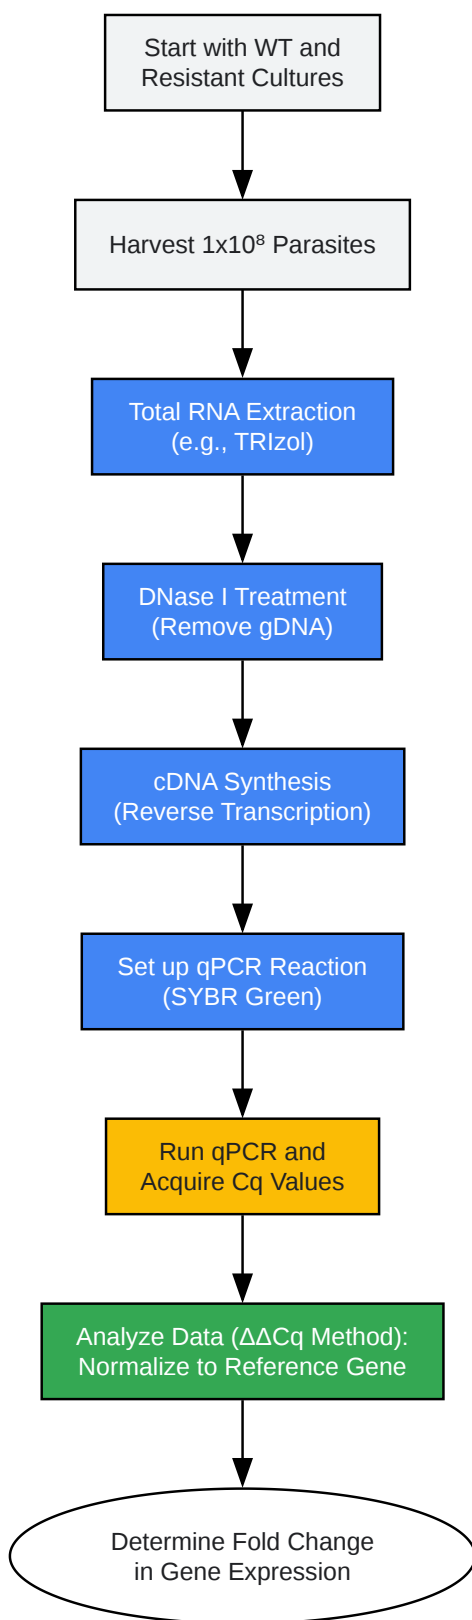 Start with WT and
Resistant Cultures
Harvest 1x10⁸ Parasites
Total RNA Extraction
(e.g., TRIzol)
DNase I Treatment
(Remove gDNA)
cDNA Synthesis
(Reverse Transcription)
Set up qPCR Reaction
(SYBR Green)
Run qPCR and
Acquire Cq Values
Analyze Data (ΔΔCq Method):
Normalize to Reference Gene
Determine Fold Change
in Gene Expression